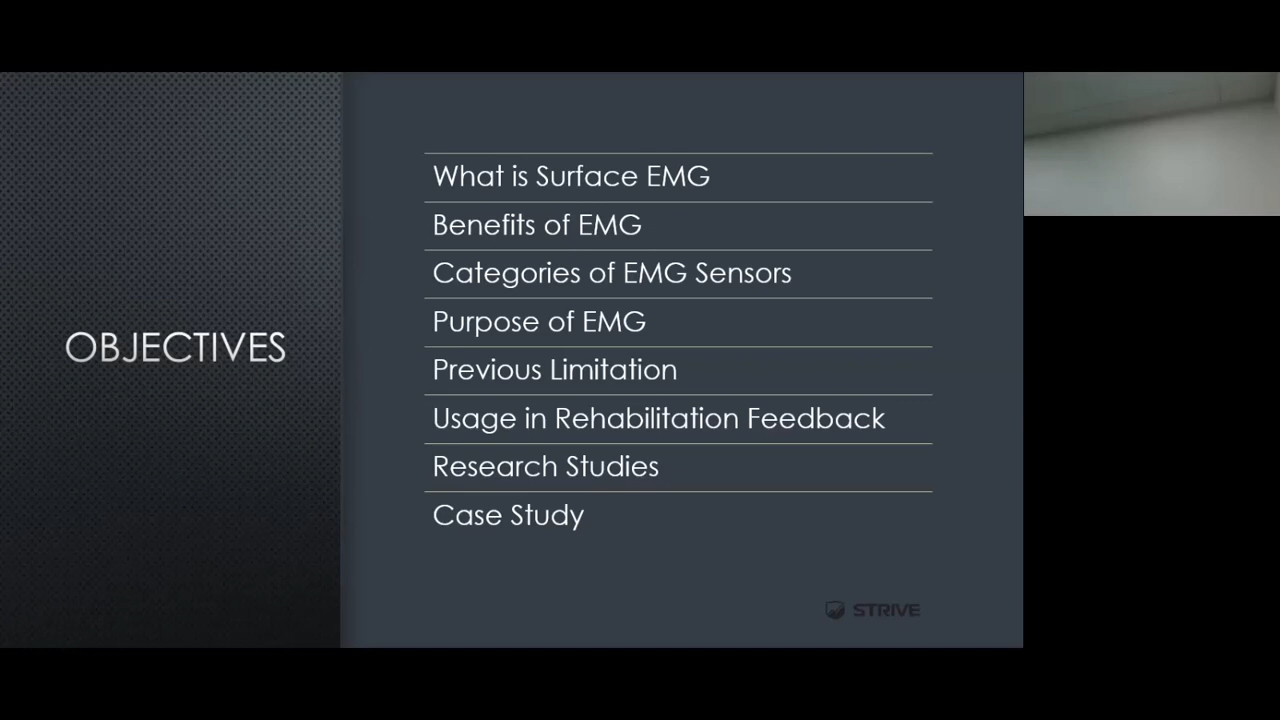 OBJECTIVES
What is Surface EMG
Benefits of EMG
Categories of EMG Sensors
Purpose of EMG
Previous Limitation
Usage in Rehabilitation Feedback
Research Studies
Case Study
STRIVE